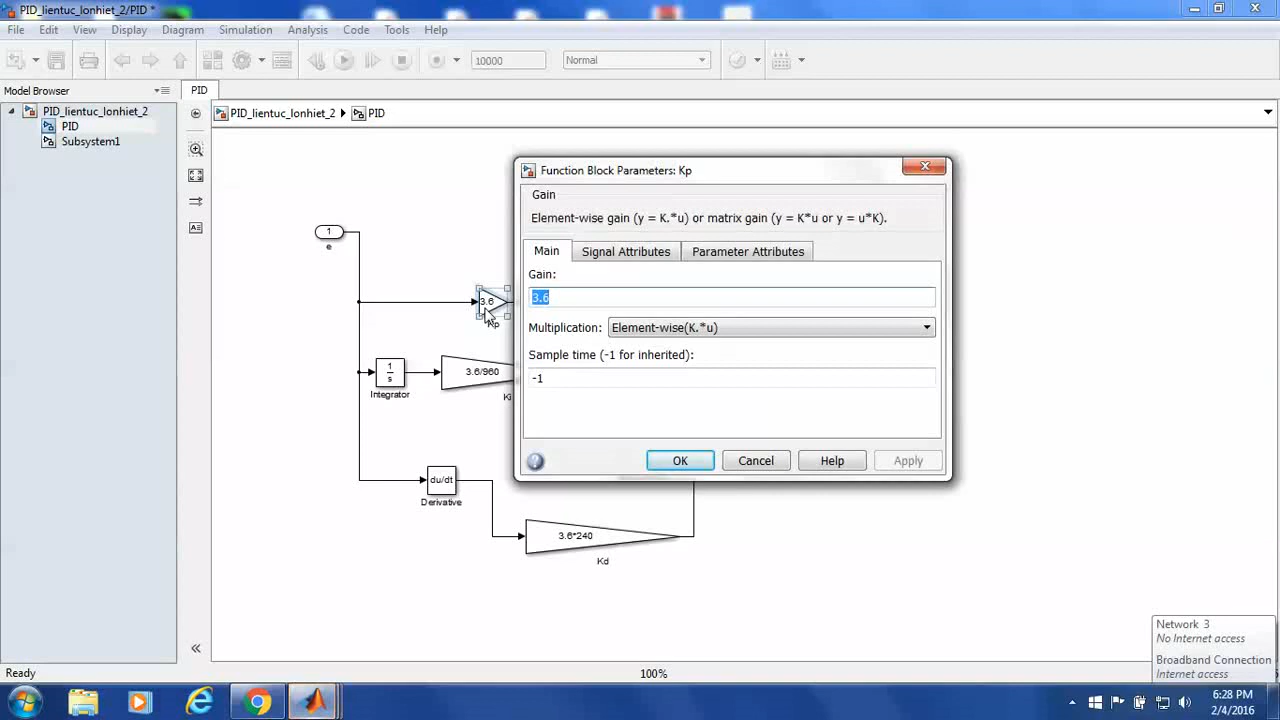 PID_lientuc_lonhiet_2/PID *
File Edit View Display Diagram Simulation Analysis Code Tools Help
10000 Normal
Model Browser PID
PID_lientuc_lonhiet_2 PID_lientuc_lonhiet_2 PID
PID
Subsystem1
Function Block Parameters: Kp
Gain
Element-wise gain (y = K.*u) or matrix gain (y = K*u or y = u*K).
1
e
Main Signal Attributes Parameter Attributes
Gain:
3.6
3.6
Kp
Multiplication: Element-wise(K.*u)
Sample time (-1 for inherited):
-1
1
s
Integrator
3.6/960
Ki
OK Cancel Help Apply
du/dt
Derivative
3.6*240
Kd
Network 3
No Internet access
Broadband Connection
Internet access
Ready 100%
6:28 PM
2/4/2016